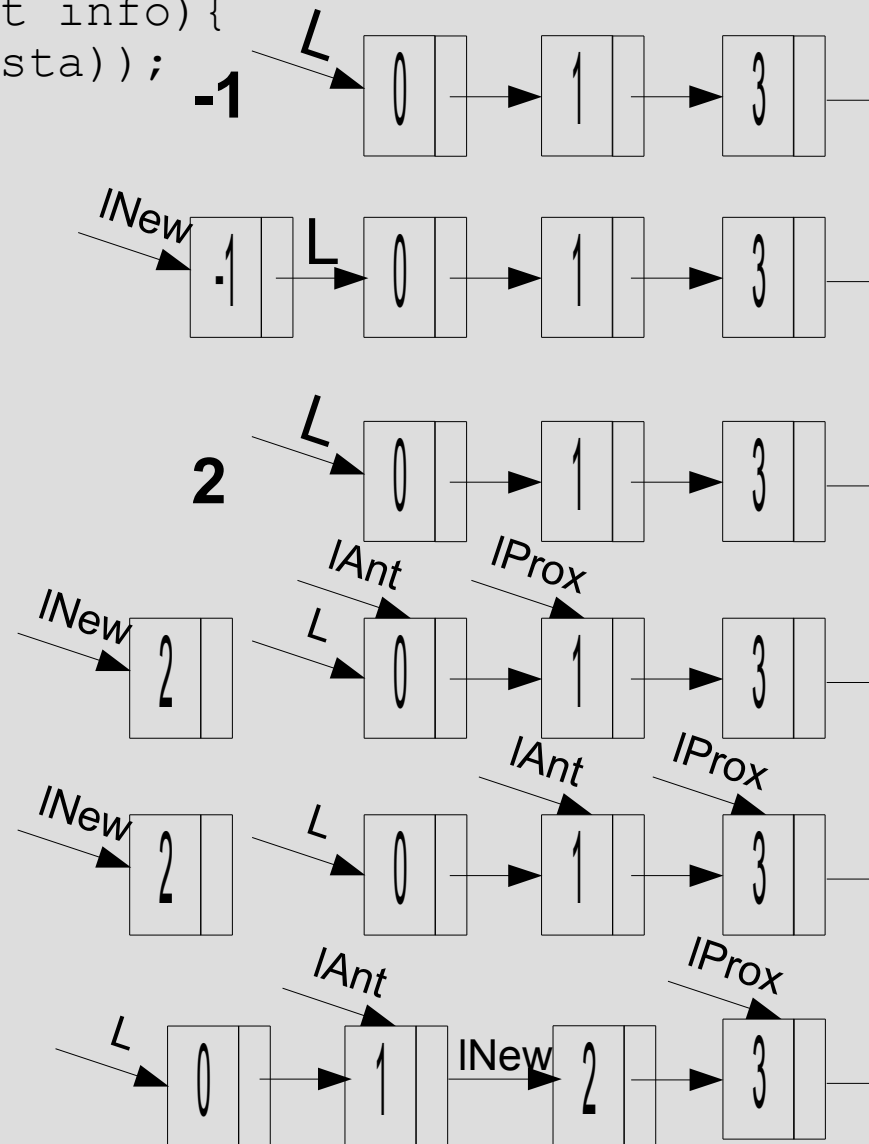 t info){
sta));
L
-1
0 1 3
lNew
L
-1 0 1 3
L
2
0 1 3
lAnt lProx
lNew
L
2 0 1 3
lAnt lProx
lNew
L
2 0 1 3
lAnt lProx
L
lNew
0 1 2 3